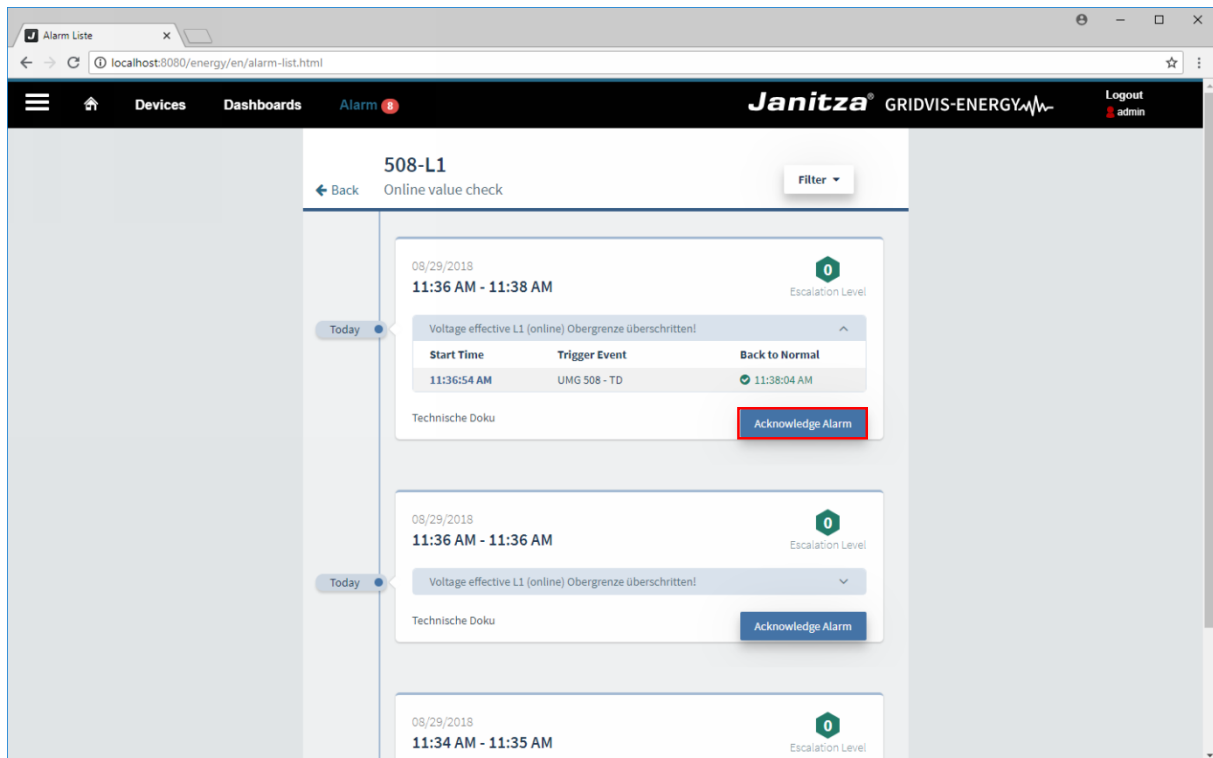 Alarm Liste
localhost:8080/energy/en/alarm-list.html
Devices Dashboards Alarm 8 Janitza® GRIDVIS-ENERGY Logout
admin
508-L1
Back Online value check Filter
08/29/2018 0
11:36 AM - 11:38 AM Escalation Level
Today Voltage effective L1 (online) Obergrenze überschritten!
Start Time Trigger Event Back to Normal
11:36:54 AM UMG 508 - TD 11:38:04 AM
Technische Doku Acknowledge Alarm
08/29/2018 0
11:36 AM - 11:36 AM Escalation Level
Today Voltage effective L1 (online) Obergrenze überschritten!
Technische Doku Acknowledge Alarm
08/29/2018 0
11:34 AM - 11:35 AM Escalation Level